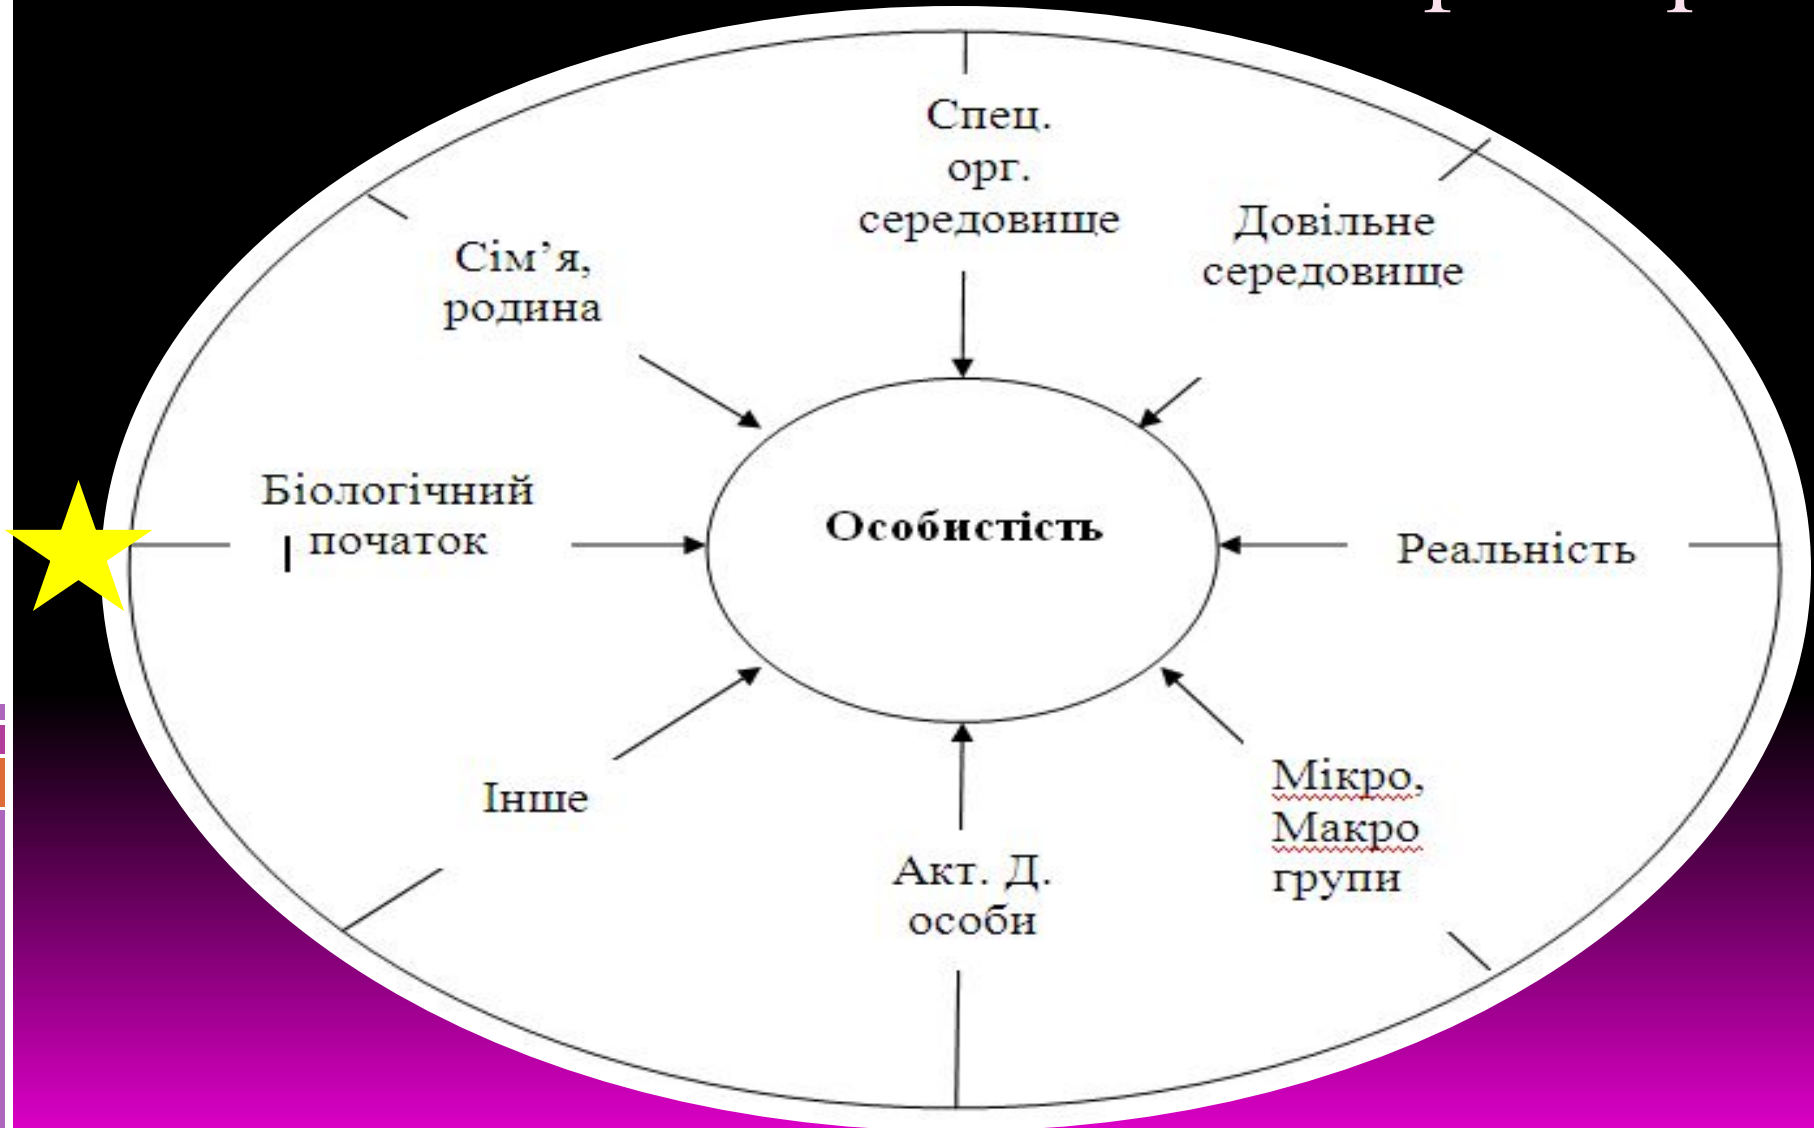 Спец.
орг.
середовище
Довільне
середовище
Сім’я,
родина
Біологічний
початок
Особистість
Реальність
Інше
Мікро,
Макро
групи
Акт. Д.
особи